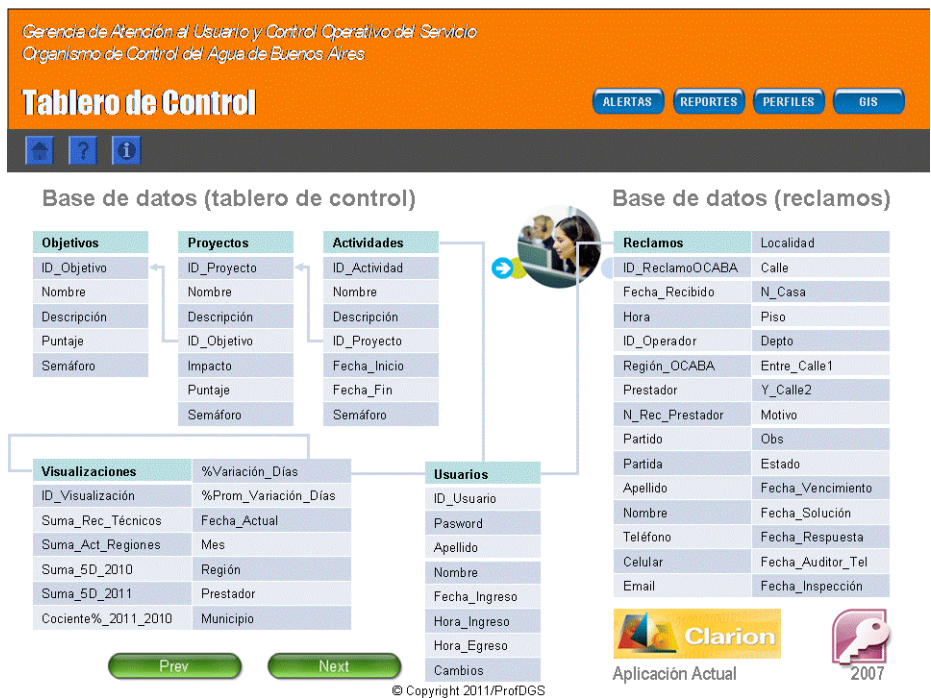 Gerencia de Atención al Usuario y Control Operativo del Servicio
Organismo de Control del Agua de Buenos Aires
Tablero de Control
ALERTAS
REPORTES
PERFILES
GIS
?
i
Base de datos (tablero de control)
Objetivos
ID_Objetivo
Nombre
Descripción
Puntaje
Semáforo
Proyectos
ID_Proyecto
Nombre
Descripción
ID_Objetivo
Impacto
Puntaje
Semáforo
Actividades
ID_Actividad
Nombre
Descripción
ID_Proyecto
Fecha_Inicio
Fecha_Fin
Semáforo
Base de datos (reclamos)
Reclamos
ID_ReclamoOCABA
Fecha_Recibido
Hora
ID_Operador
Región_OCABA
Prestador
N_Rec_Prestador
Partido
Partida
Apellido
Nombre
Teléfono
Celular
Email
Localidad
Calle
N_Casa
Piso
Depto
Entre_Calle1
Y_Calle2
Motivo
Obs
Estado
Fecha_Vencimiento
Fecha_Solución
Fecha_Respuesta
Fecha_Auditor_Tel
Fecha_Inspección
Visualizaciones
ID_Visualización
Suma_Rec_Técnicos
Suma_Act_Regiones
Suma_5D_2010
Suma_5D_2011
Cociente%_2011_2010
%Variación_Días
%Prom_Variación_Días
Fecha_Actual
Mes
Región
Prestador
Municipio
Usuarios
ID_Usuario
Pasword
Apellido
Nombre
Fecha_Ingreso
Hora_Ingreso
Hora_Egreso
Cambios
Clarion
Aplicación Actual
2007
Prev
Next
© Copyright 2011/ProfDGS